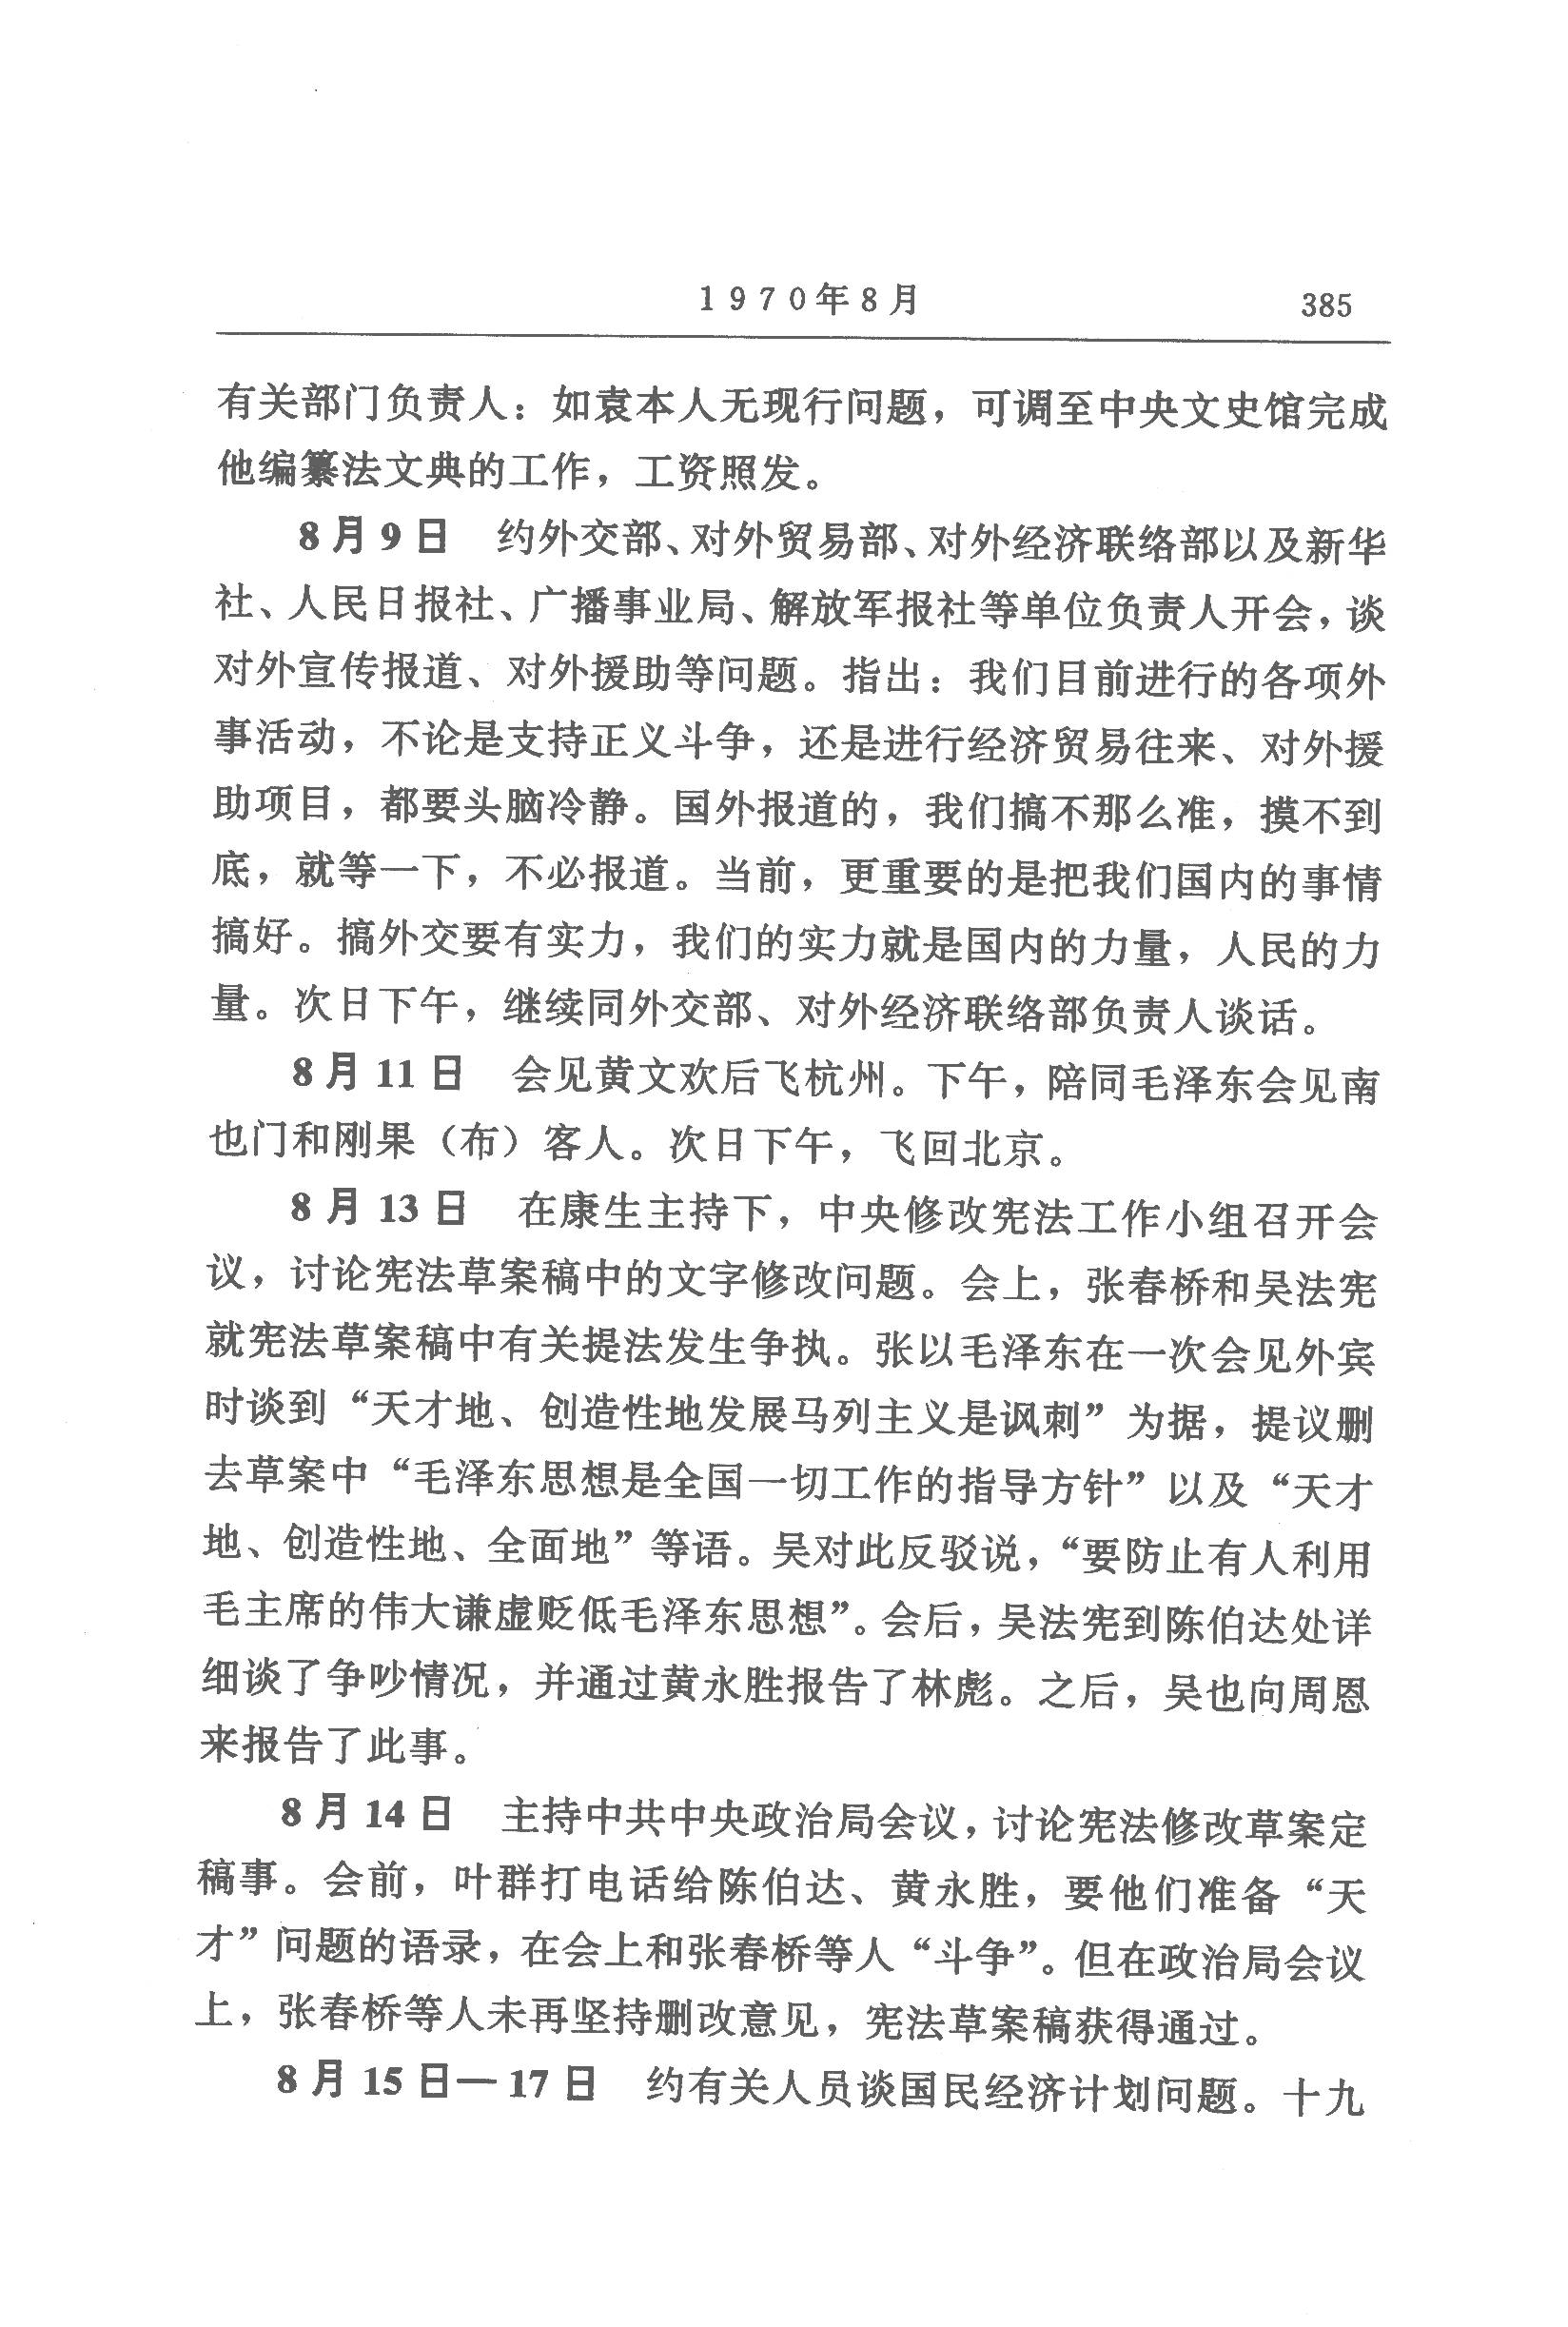 1970年8月 385
有关部门负责人：如袁本人无现行问题，可调至中央文史馆完成
他编纂法文典的工作，工资照发。
8月9日 约外交部、对外贸易部、对外经济联络部以及新华
社、人民日报社、广播事业局、解放军报社等单位负责人开会，谈
对外宣传报道、对外援助等问题。指出：我们目前进行的各项外
事活动，不论是支持正义斗争，还是进行经济贸易往来、对外援
助项目，都要头脑冷静。国外报道的，我们搞不那么准，摸不到
底，就等一下，不必报道。当前，更重要的是把我们国内的事情
搞好。搞外交要有实力，我们的实力就是国内的力量，人民的力
量。次日下午，继续同外交部、对外经济联络部负责人谈话。
8月11日 会见黄文欢后飞杭州。下午，陪同毛泽东会见南
也门和刚果（布）客人。次日下午，飞回北京。
8月13日 在康生主持下，中央修改宪法工作小组召开会
议，讨论宪法草案稿中的文字修改问题。会上，张春桥和吴法宪
就宪法草案稿中有关提法发生争执。张以毛泽东在一次会见外宾
时谈到“天才地、创造性地发展马列主义是讽刺”为据，提议删
去草案中“毛泽东思想是全国一切工作的指导方针”以及“天才
地、创造性地、全面地”等语。吴对此反驳说，“要防止有人利用
毛主席的伟大谦虚贬低毛泽东思想”。会后，吴法宪到陈伯达处详
细谈了争吵情况，并通过黄永胜报告了林彪。之后，吴也向周恩
来报告了此事。
8月14日 主持中共中央政治局会议，讨论宪法修改草案定
稿事。会前，叶群打电话给陈伯达、黄永胜，要他们准备“天
才”问题的语录，在会上和张春桥等人“斗争”。但在政治局会议
上，张春桥等人未再坚持删改意见，宪法草案稿获得通过。
8月15日—17日 约有关人员谈国民经济计划问题。十九